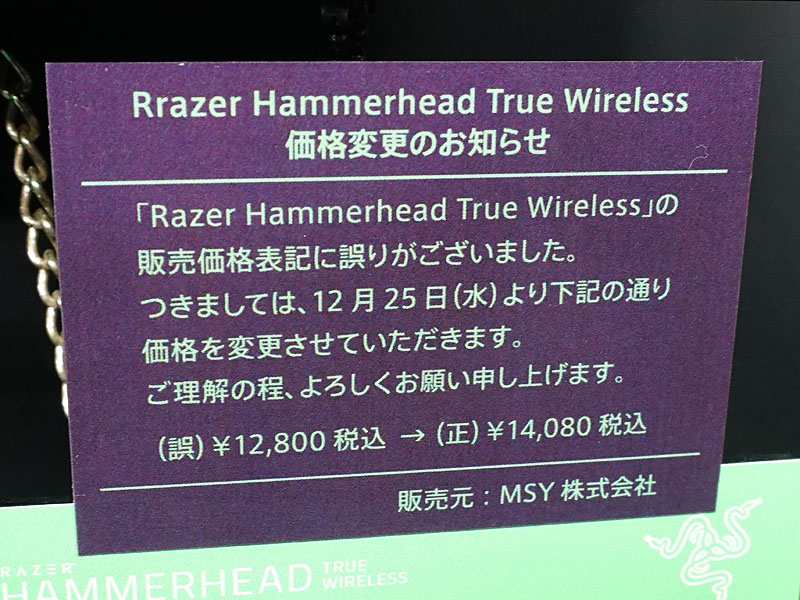 Rrazer Hammerhead True Wireless
価格変更のお知らせ
「Razer Hammerhead True Wireless」の
販売価格表記に誤りがございました。
つきましては、12月25日(水)より下記の通り
価格を変更させていただきます。
ご理解の程、よろしくお願い申し上げます。
(誤)¥12,800 税込 → (正)¥14,080 税込
販売元：MSY 株式会社
RAZER
HAMMERHEAD TRUE WIRELESS